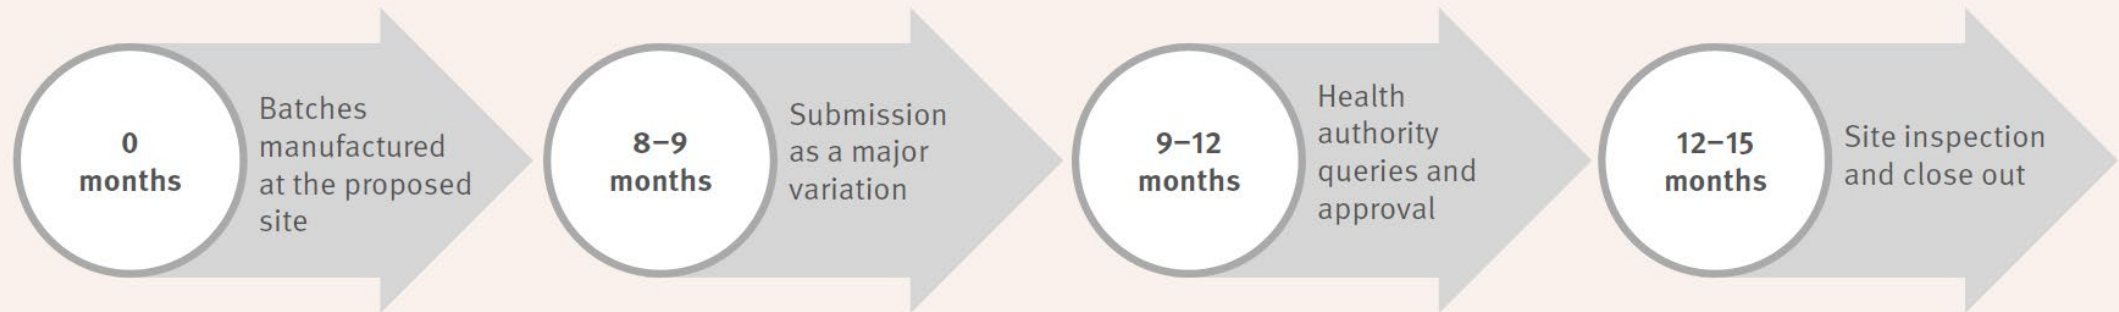 0
months
Batches
manufactured
at the proposed
site
8–9
months
Submission
as a major
variation
9–12
months
Health
authority
queries and
approval
12–15
months
Site inspection
and close out